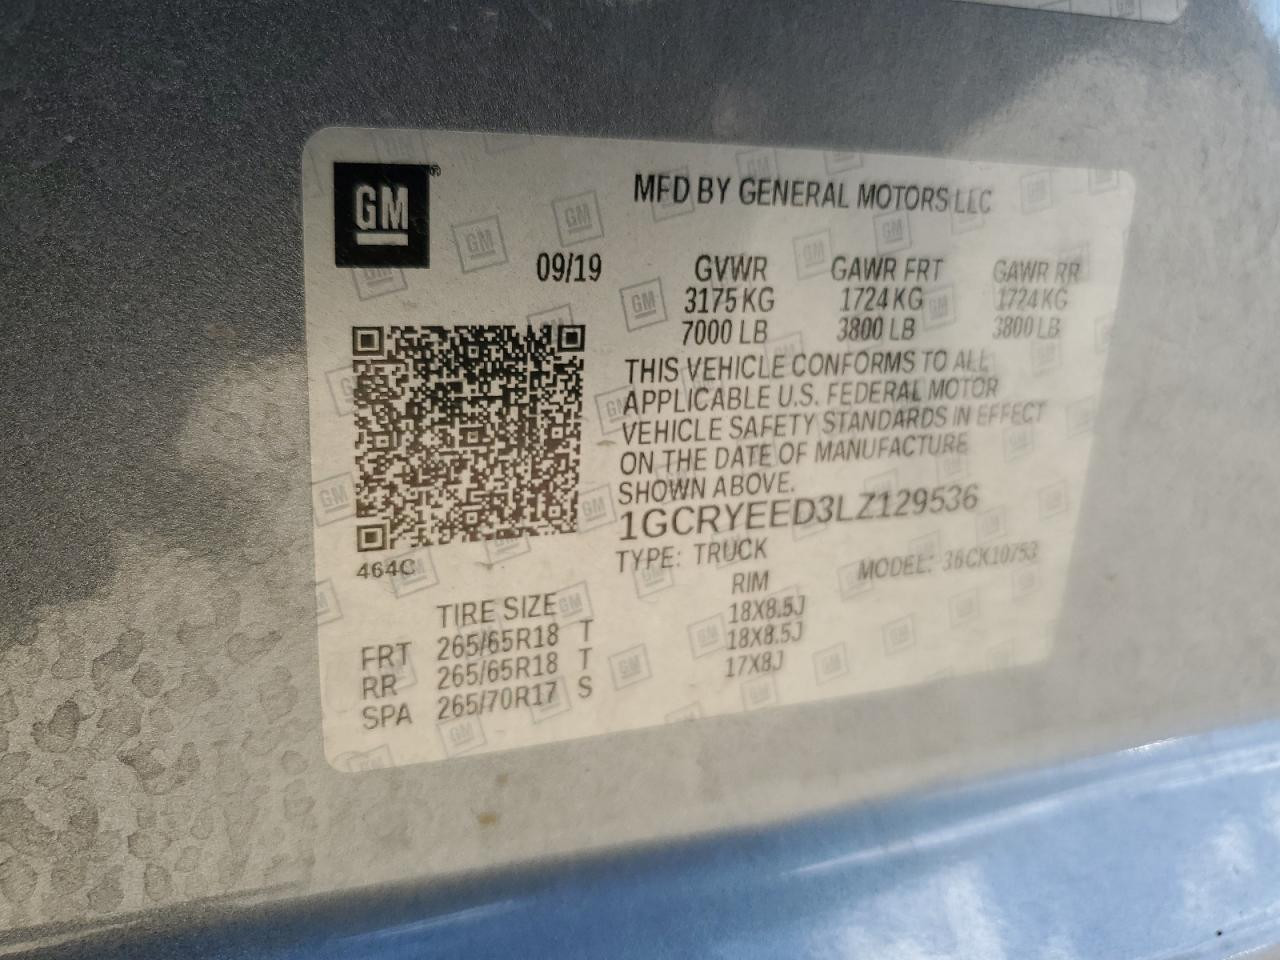 GM
MFD BY GENERAL MOTORS LLC
09/19 GVWR GAWR FRT GAWR RR
3175 KG 1724 KG 1724 KG
7000 LB 3800 LB 3800 LB
THIS VEHICLE CONFORMS TO ALL
APPLICABLE U.S. FEDERAL MOTOR
VEHICLE SAFETY STANDARDS IN EFFECT
ON THE DATE OF MANUFACTURE
SHOWN ABOVE.
1GCRYEED3LZ129536
464C
TYPE: TRUCK MODEL: 36CK10753
TIRE SIZE RIM
FRT 265/65R18 T 18X8.5J
RR 265/65R18 T 18X8.5J
SPA 265/70R17 S 17X8J